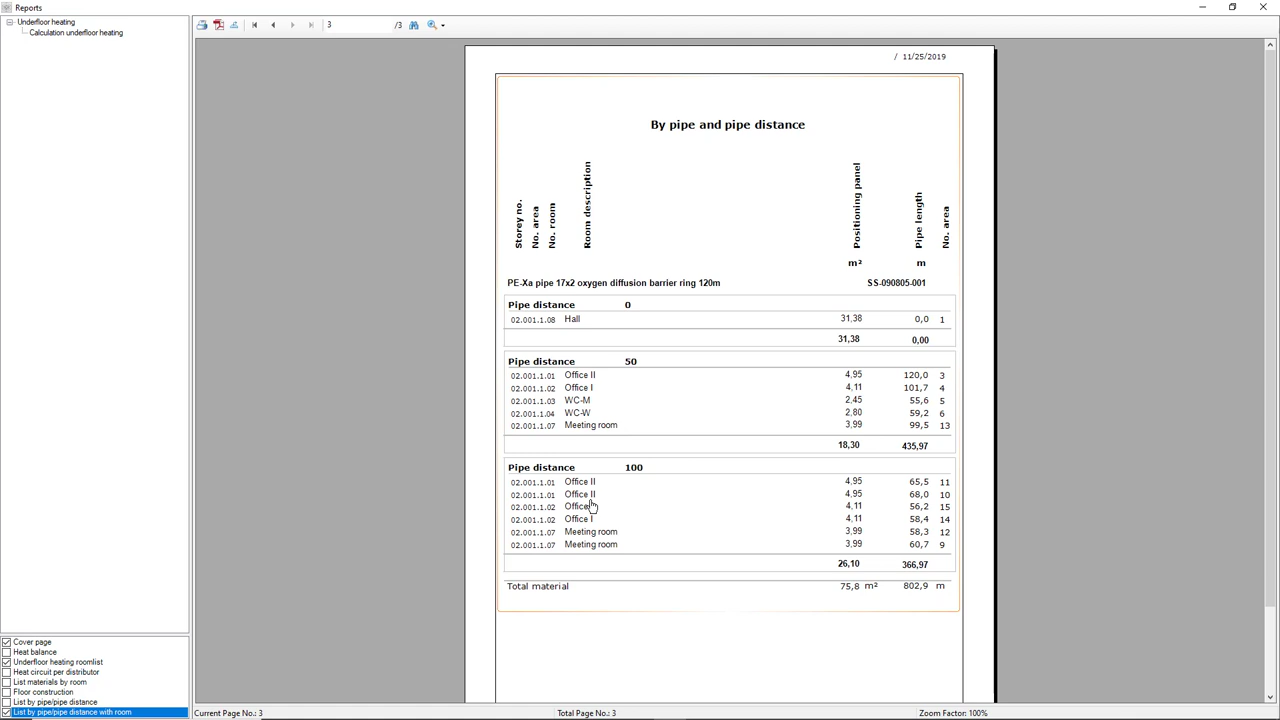 Reports
Underfloor heating
Calculation underfloor heating
3 /3
/ 11/25/2019
By pipe and pipe distance
Storey no. No. area No. room Room description Positioning panel Pipe length No. area
m² m
PE-Xa pipe 17x2 oxygen diffusion barrier ring 120m SS-090805-001
Pipe distance 0
02.001.1.08 Hall 31,38 0,0 1
31,38 0,00
Pipe distance 50
02.001.1.01 Office II 4,95 120,0 3
02.001.1.02 Office I 4,11 101,7 4
02.001.1.03 WC-M 2,45 55,6 5
02.001.1.04 WC-W 2,80 59,2 6
02.001.1.07 Meeting room 3,99 99,5 13
18,30 435,97
Pipe distance 100
02.001.1.01 Office II 4,95 65,5 11
02.001.1.01 Office II 4,95 68,0 10
02.001.1.02 Office 4,11 56,2 15
02.001.1.02 Office I 4,11 58,4 14
02.001.1.07 Meeting room 3,99 58,3 12
02.001.1.07 Meeting room 3,99 60,7 9
26,10 366,97
Total material 75,8 m² 802,9 m
Cover page
Heat balance
Underfloor heating roomlist
Heat circuit per distributor
List materials by room
Floor construction
List by pipe/pipe distance
List by pipe/pipe distance with room
Current Page No.: 3 Total Page No.: 3 Zoom Factor: 100%